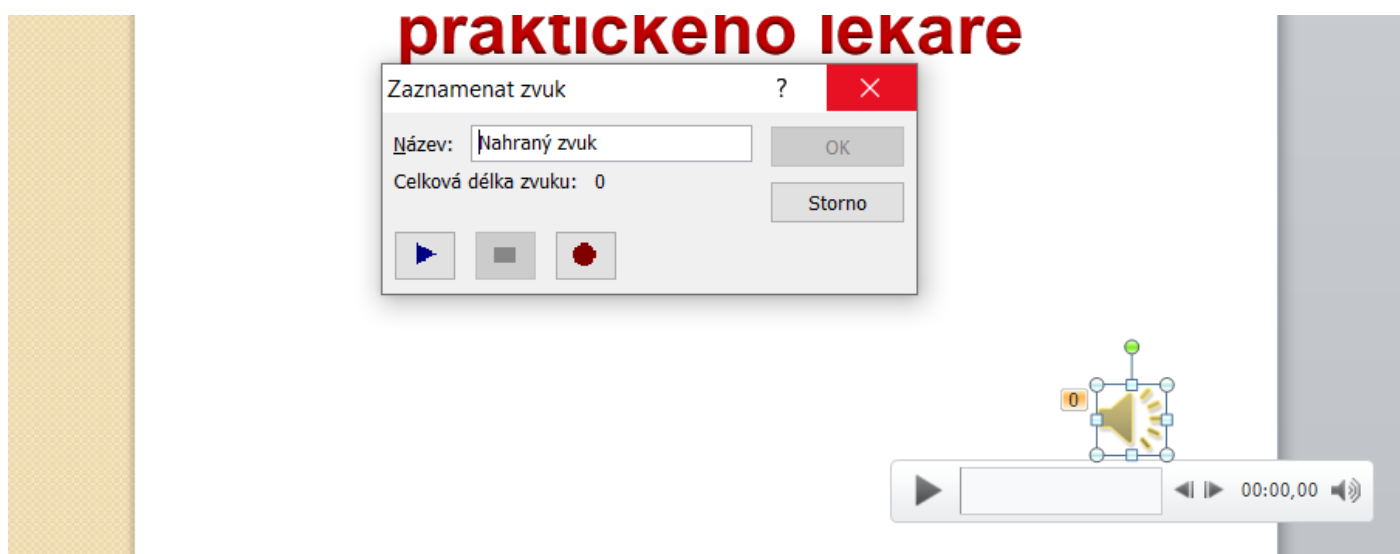 praktického lékaře
Zaznamenat zvuk ?
Název: Nahraný zvuk OK
Celková délka zvuku: 0
Storno
0
00:00,00